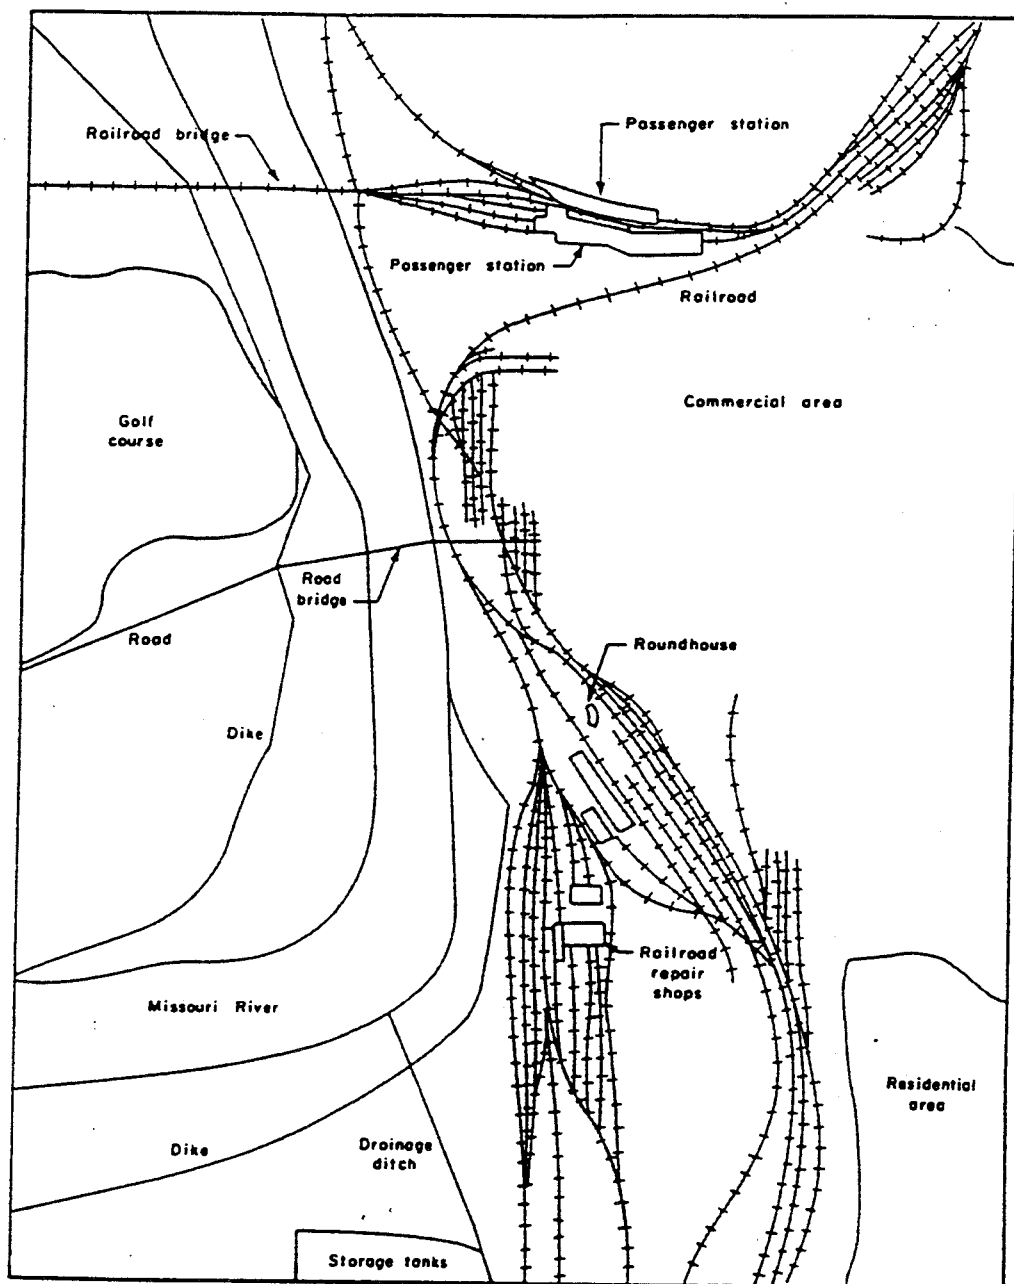 Passenger station
Railroad bridge
Passenger station
Railroad
Commercial area
Golf
course
Road
bridge
Road
Roundhouse
Dike
Railroad
repair
shops
Missouri River
Residential
area
Dike
Drainage
ditch
Storage tanks